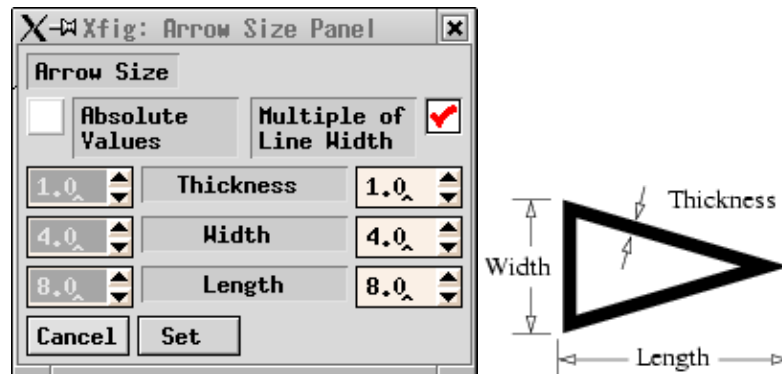 Xfig: Arrow Size Panel
Arrow Size
Absolute Values
Multiple of Line Width
1.0 Thickness 1.0
4.0 Width 4.0
8.0 Length 8.0
Cancel Set
Thickness
Width
Length